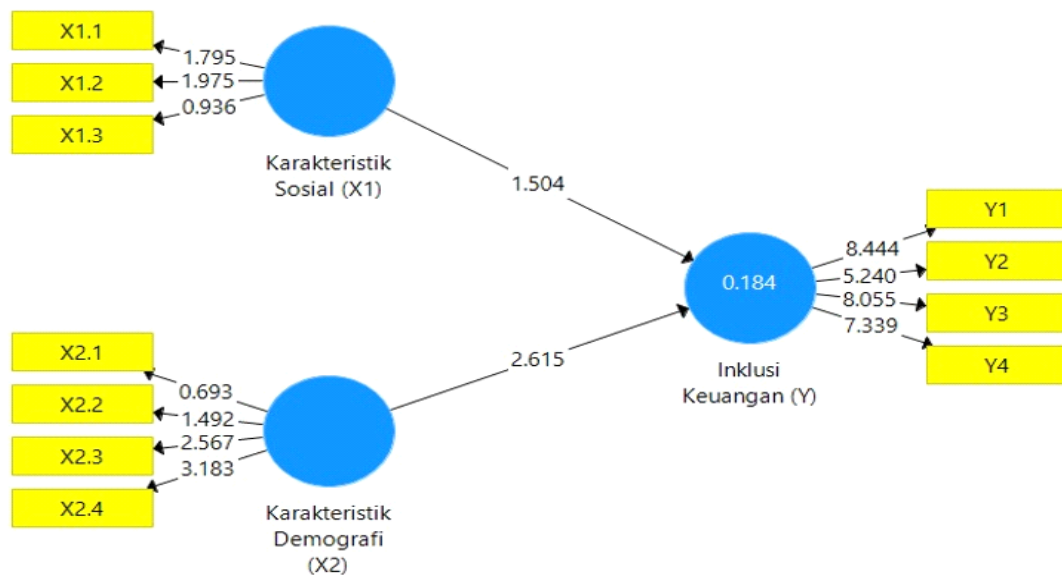 X1.1
X1.2
X1.3
1.795
1.975
0.936
Karakteristik
Sosial (X1)
1.504
X2.1
X2.2
X2.3
X2.4
0.693
1.492
2.567
3.183
Karakteristik
Demografi
(X2)
2.615
0.184
Inklusi
Keuangan (Y)
8.444
5.240
8.055
7.339
Y1
Y2
Y3
Y4